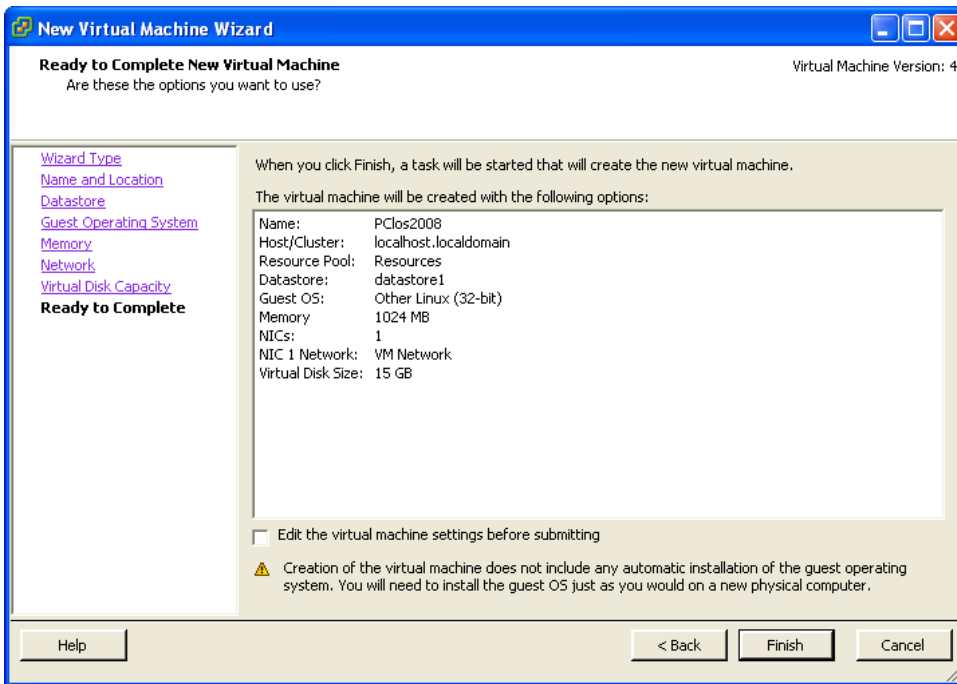 New Virtual Machine Wizard
Ready to Complete New Virtual Machine
Are these the options you want to use?
Virtual Machine Version: 4
Wizard Type
Name and Location
Datastore
Guest Operating System
Memory
Network
Virtual Disk Capacity
Ready to Complete
When you click Finish, a task will be started that will create the new virtual machine.
The virtual machine will be created with the following options:
Name: PClos2008
Host/Cluster: localhost.localdomain
Resource Pool: Resources
Datastore: datastore1
Guest OS: Other Linux (32-bit)
Memory 1024 MB
NICs: 1
NIC 1 Network: VM Network
Virtual Disk Size: 15 GB
Edit the virtual machine settings before submitting
Creation of the virtual machine does not include any automatic installation of the guest operating
system. You will need to install the guest OS just as you would on a new physical computer.
Help
< Back
Finish
Cancel